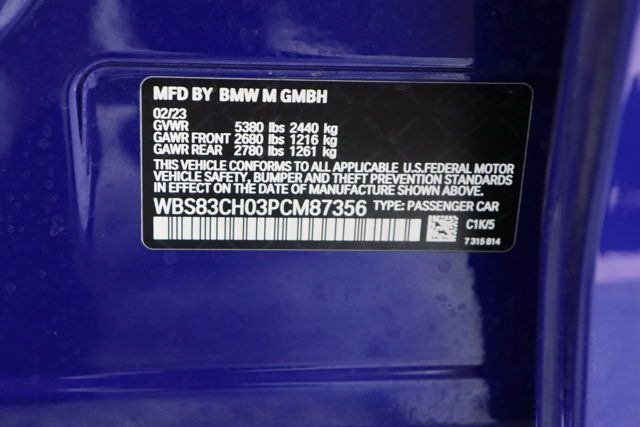 MFD BY BMW M GMBH
02/23
GVWR 5380 lbs 2440 kg
GAWR FRONT 2680 lbs 1216 kg
GAWR REAR 2780 lbs 1261 kg
THIS VEHICLE CONFORMS TO ALL APPLICABLE U.S.FEDERAL MOTOR
VEHICLE SAFETY, BUMPER AND THEFT PREVENTION STANDARDS
IN EFFECT ON THE DATE OF MANUFACTURE SHOWN ABOVE.
WBS83CH03PCM87356 TYPE: PASSENGER CAR
C1K/5
7 315 814